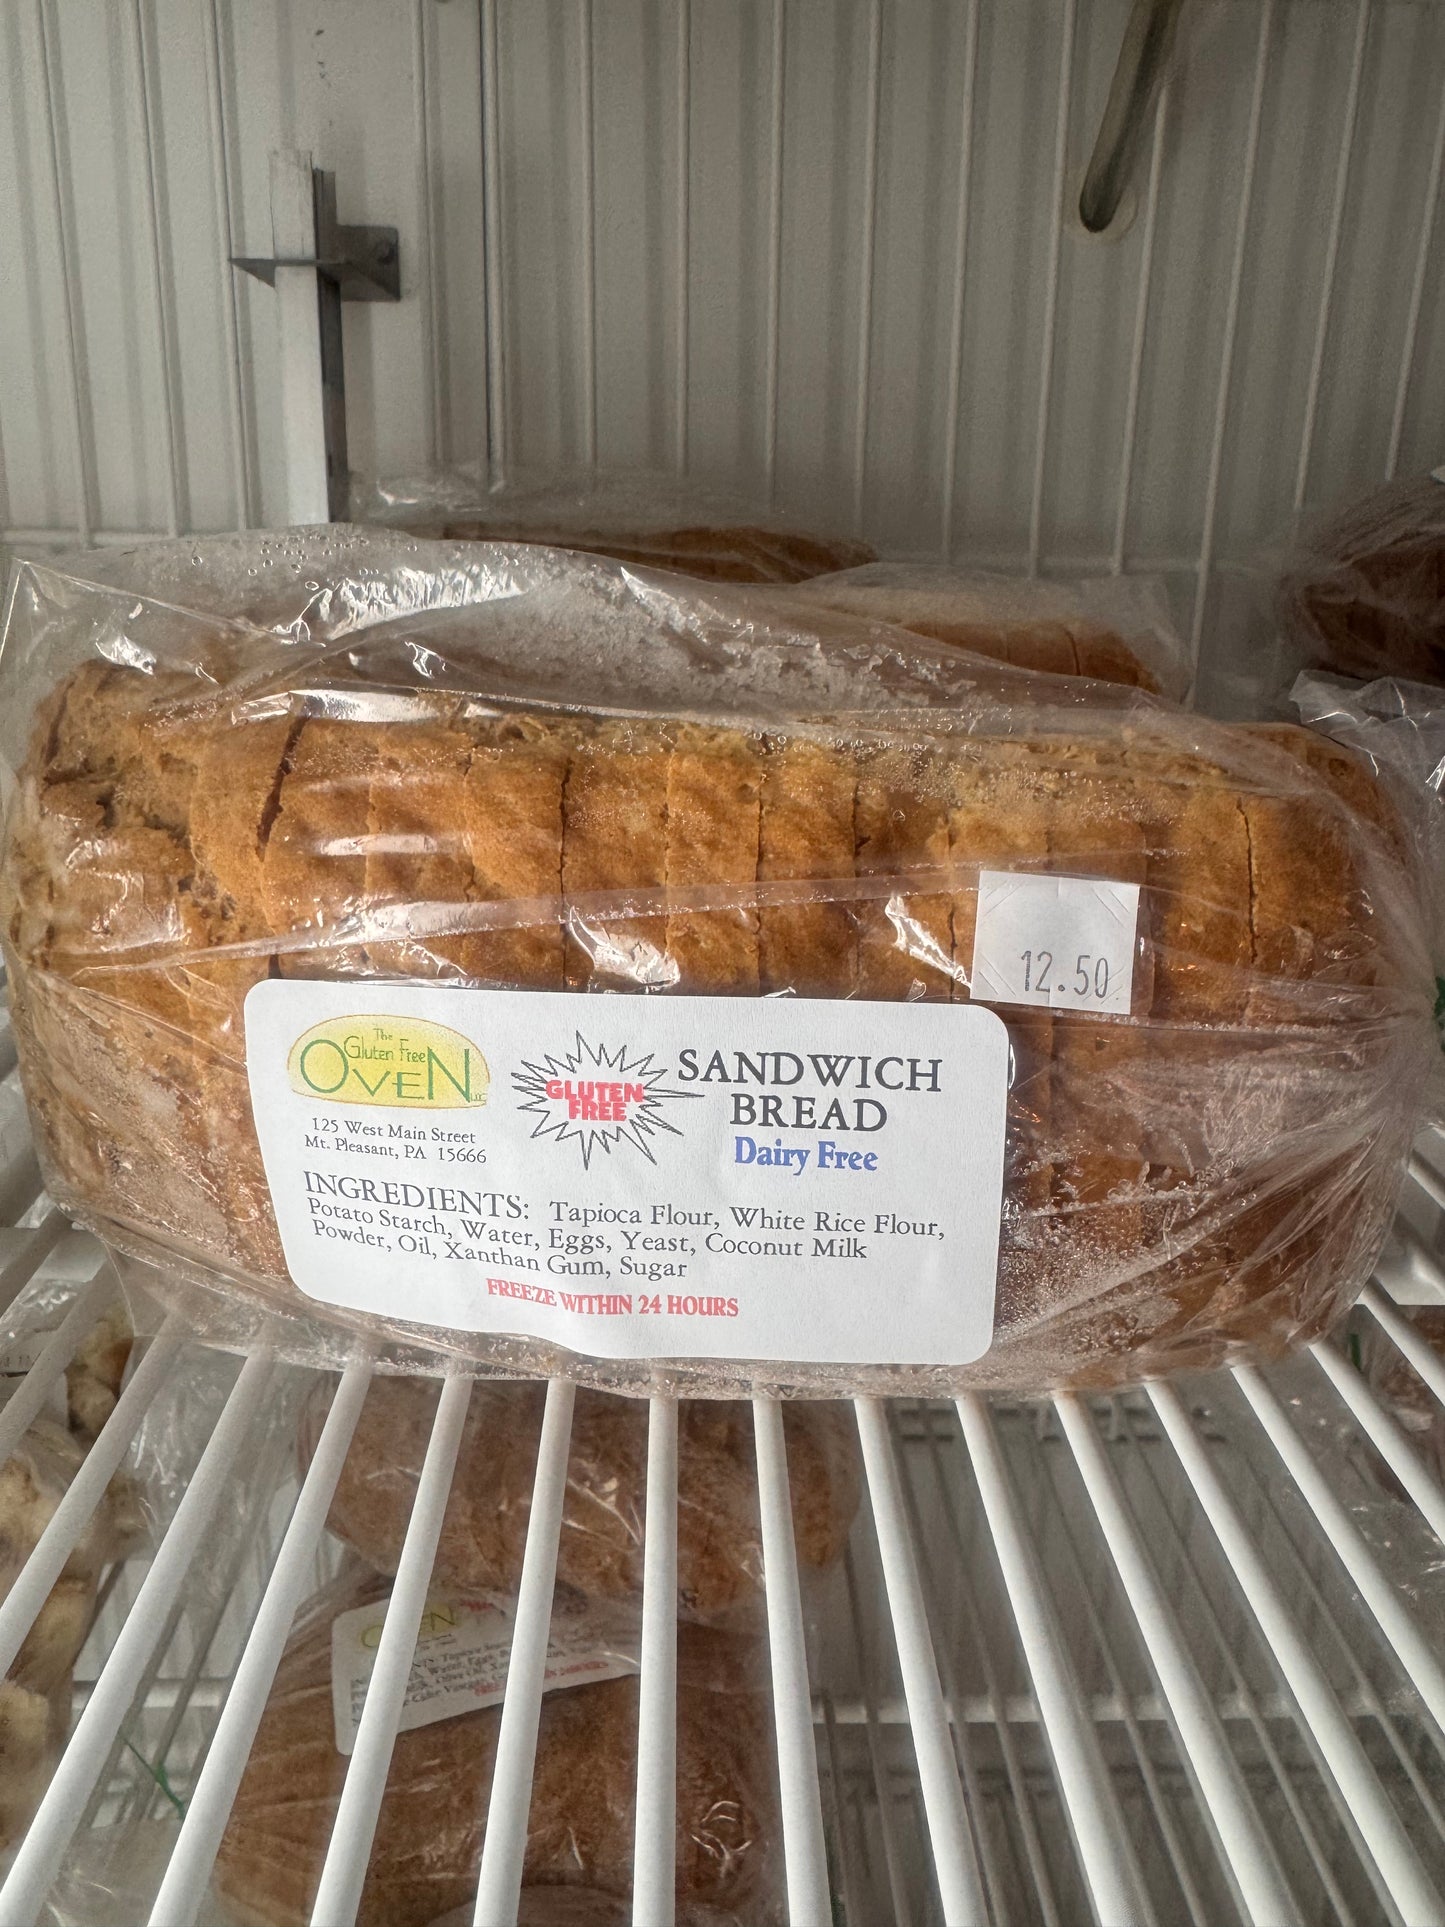 12.50
The
Gluten Free
OVEN LLC
125 West Main Street
Mt. Pleasant, PA 15666
GLUTEN
FREE
SANDWICH
BREAD
Dairy Free
INGREDIENTS: Tapioca Flour, White Rice Flour,
Potato Starch, Water, Eggs, Yeast, Coconut Milk
Powder, Oil, Xanthan Gum, Sugar
FREEZE WITHIN 24 HOURS
OVEN